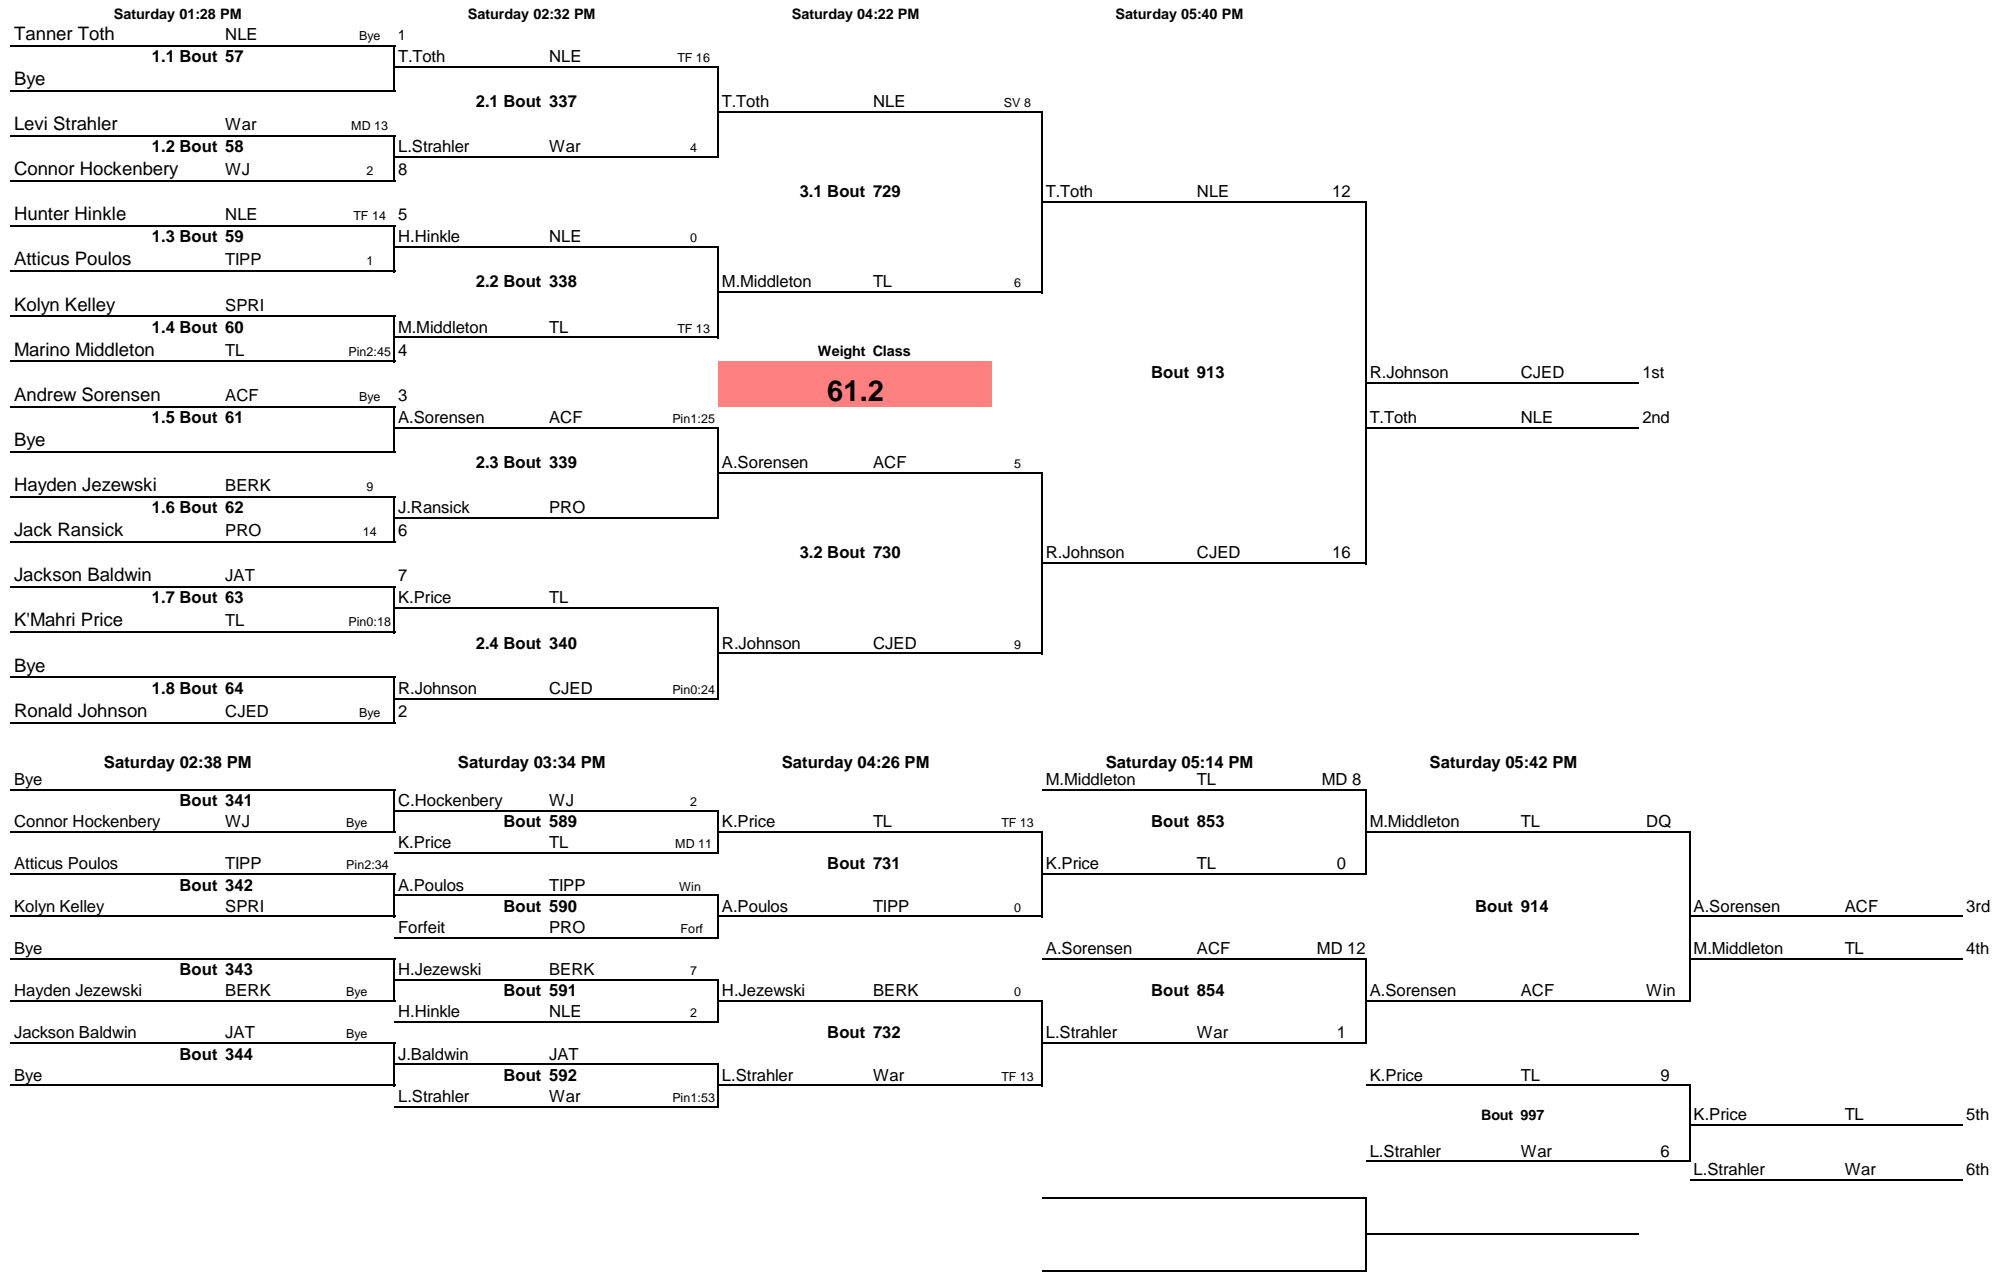 Saturday 01:28 PM Saturday 02:32 PM Saturday 04:22 PM Saturday 05:40 PM
Tanner Toth NLE Bye 1
1.1 Bout 57 T.Toth NLE TF 16
Bye
2.1 Bout 337 T.Toth NLE SV 8
Levi Strahler War MD 13
1.2 Bout 58 L.Strahler War 4
Connor Hockenbery WJ 2 8
3.1 Bout 729 T.Toth NLE 12
Hunter Hinkle NLE TF 14 5
1.3 Bout 59 H.Hinkle NLE 0
Atticus Poulos TIPP 1
2.2 Bout 338 M.Middleton TL 6
Kolyn Kelley SPRI
1.4 Bout 60 M.Middleton TL TF 13
Marino Middleton TL Pin2:45 4 Weight Class
Bout 913 R.Johnson CJED 1st
61.2
Andrew Sorensen ACF Bye 3
1.5 Bout 61 A.Sorensen ACF Pin1:25 T.Toth NLE 2nd
Bye
2.3 Bout 339 A.Sorensen ACF 5
Hayden Jezewski BERK 9
1.6 Bout 62 J.Ransick PRO
Jack Ransick PRO 14 6
3.2 Bout 730 R.Johnson CJED 16
Jackson Baldwin JAT 7
1.7 Bout 63 K.Price TL
K'Mahri Price TL Pin0:18
2.4 Bout 340 R.Johnson CJED 9
Bye
1.8 Bout 64 R.Johnson CJED Pin0:24
Ronald Johnson CJED Bye 2
Saturday 02:38 PM Saturday 03:34 PM Saturday 04:26 PM Saturday 05:14 PM Saturday 05:42 PM
Bye M.Middleton TL MD 8
Bout 341 C.Hockenbery WJ 2
Connor Hockenbery WJ Bye Bout 589 K.Price TL TF 13 Bout 853 M.Middleton TL DQ
K.Price TL MD 11
Atticus Poulos TIPP Pin2:34 Bout 731 K.Price TL 0
Bout 342 A.Poulos TIPP Win
Kolyn Kelley SPRI Bout 590 A.Poulos TIPP 0 Bout 914 A.Sorensen ACF 3rd
Forfeit PRO Forf
Bye A.Sorensen ACF MD 12 M.Middleton TL 4th
Bout 343 H.Jezewski BERK 7
Hayden Jezewski BERK Bye Bout 591 H.Jezewski BERK 0 Bout 854 A.Sorensen ACF Win
H.Hinkle NLE 2
Jackson Baldwin JAT Bye Bout 732 L.Strahler War 1
Bout 344 J.Baldwin JAT
Bye Bout 592 L.Strahler War TF 13 K.Price TL 9
L.Strahler War Pin1:53
Bout 997 K.Price TL 5th
L.Strahler War 6
L.Strahler War 6th